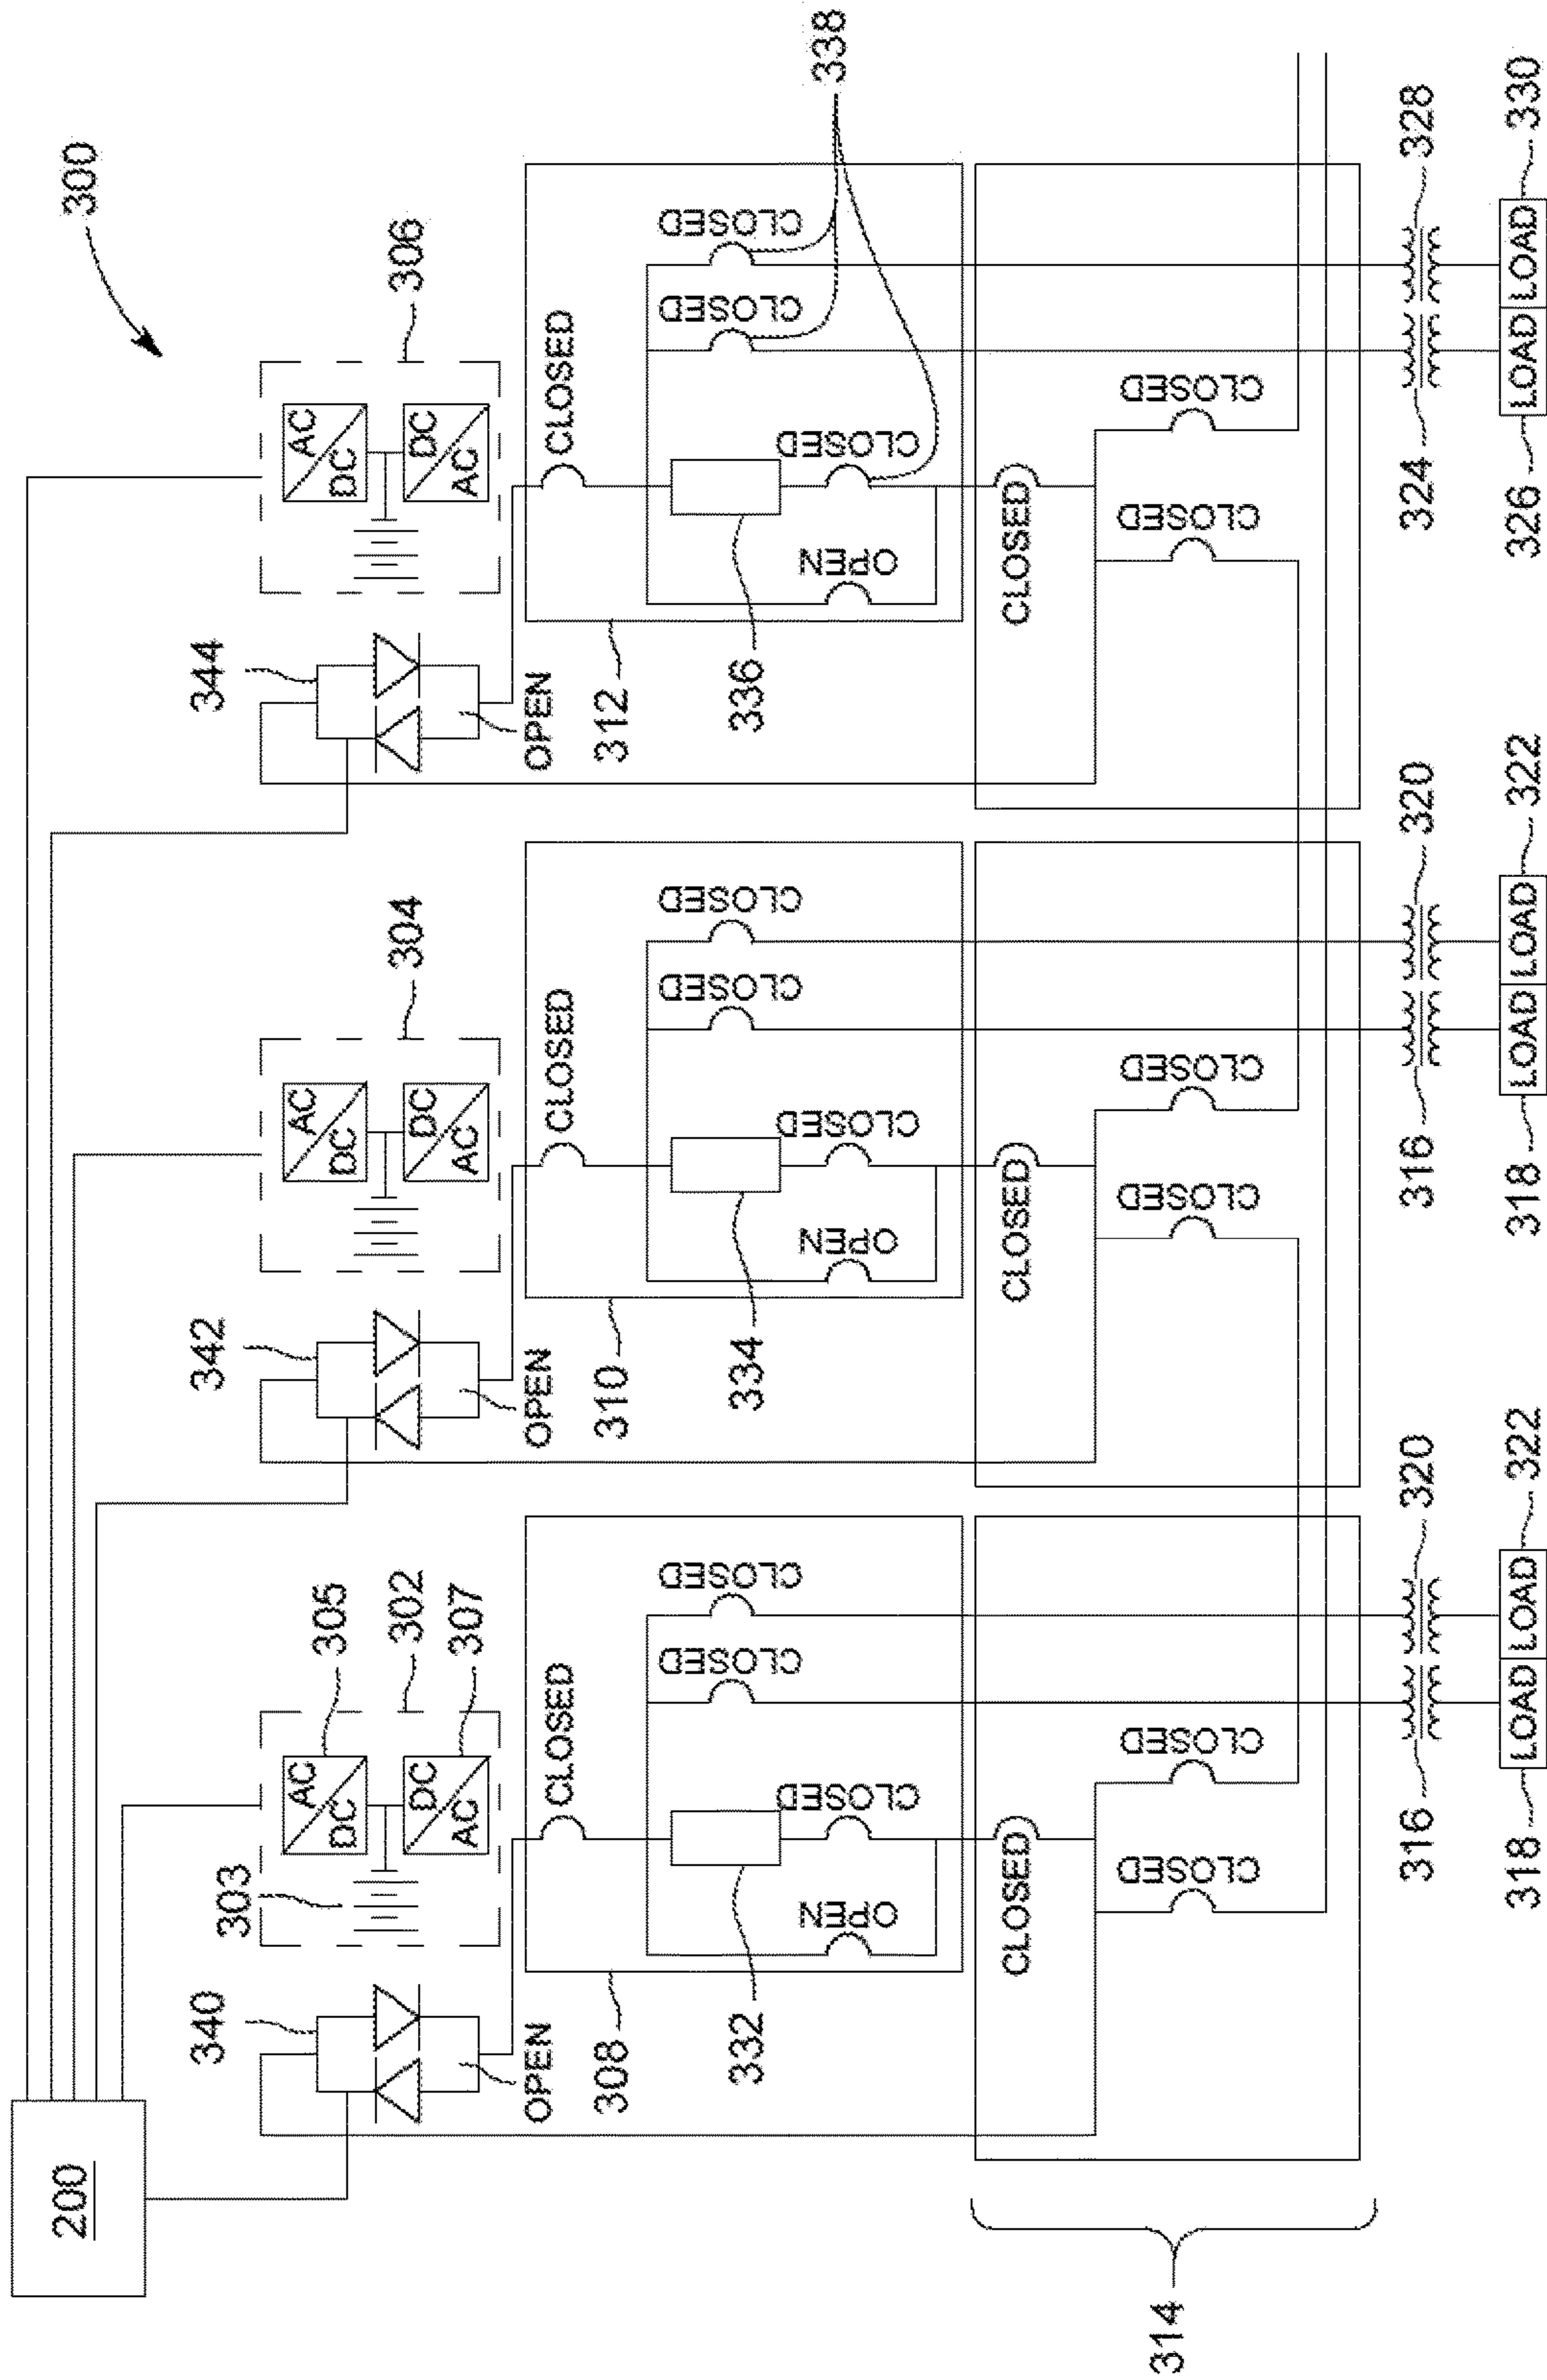 300
200
340
303
305
302
307
342
304
344
306
AC
DC
DC
AC
AC
DC
DC
AC
AC
DC
DC
AC
OPEN
OPEN
OPEN
308
CLOSED
310
CLOSED
312
CLOSED
332
OPEN
CLOSED
CLOSED
CLOSED
334
OPEN
CLOSED
CLOSED
CLOSED
336
OPEN
CLOSED
CLOSED
CLOSED
338
314
CLOSED
CLOSED
CLOSED
CLOSED
CLOSED
CLOSED
CLOSED
CLOSED
CLOSED
316
320
316
320
324
328
LOAD LOAD
LOAD LOAD
LOAD LOAD
318
322
318
322
326
330